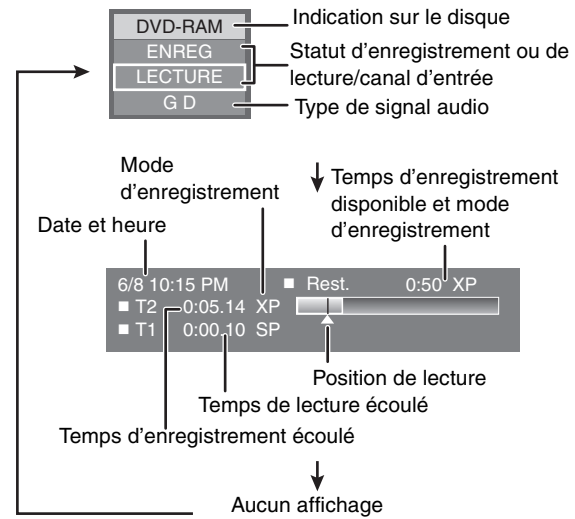 DVD-RAM
Indication sur le disque
ENREG
LECTURE
Statut d'enregistrement ou de
lecture/canal d'entrée
G D
Type de signal audio
Mode
d'enregistrement
Temps d'enregistrement
disponible et mode
d'enregistrement
Date et heure
6/8 10:15 PM
Rest. 0:50 XP
T2 0:05.14 XP
T1 0:00.10 SP
Position de lecture
Temps de lecture écoulé
Temps d'enregistrement écoulé
Aucun affichage